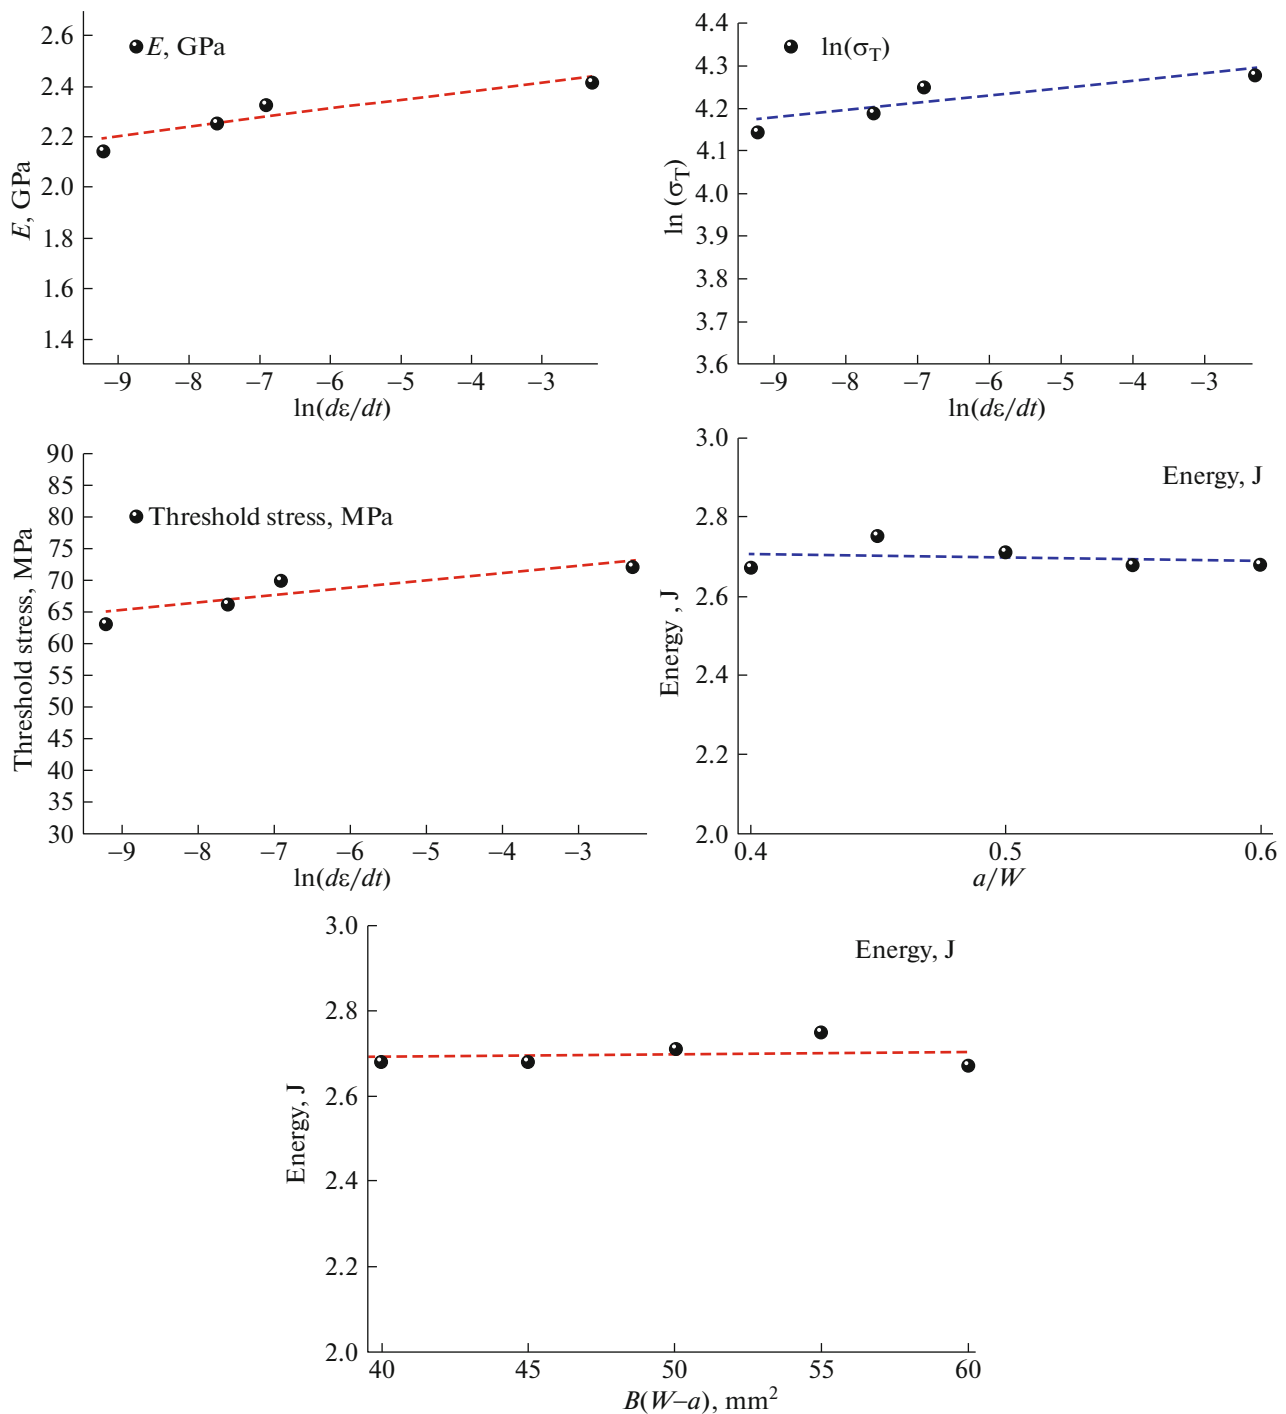 E, GPa
2.6
2.4
2.2
2.0
1.8
1.6
1.4
E, GPa
–9 –8 –7 –6 –5 –4 –3
ln(dε/dt)
ln(σT)
4.4
4.3
4.2
4.1
4.0
3.9
3.8
3.7
3.6
ln (σT)
–9 –8 –7 –6 –5 –4 –3
ln(dε/dt)
Threshold stress, MPa
90
85
80
75
70
65
60
55
50
45
40
35
30
Threshold stress, MPa
–9 –8 –7 –6 –5 –4 –3
ln(dε/dt)
Energy, J
3.0
2.8
2.6
2.4
2.2
2.0
Energy , J
0.4 0.5 0.6
a/W
Energy, J
3.0
2.8
2.6
2.4
2.2
2.0
Energy, J
40 45 50 55 60
B(W–a), mm²